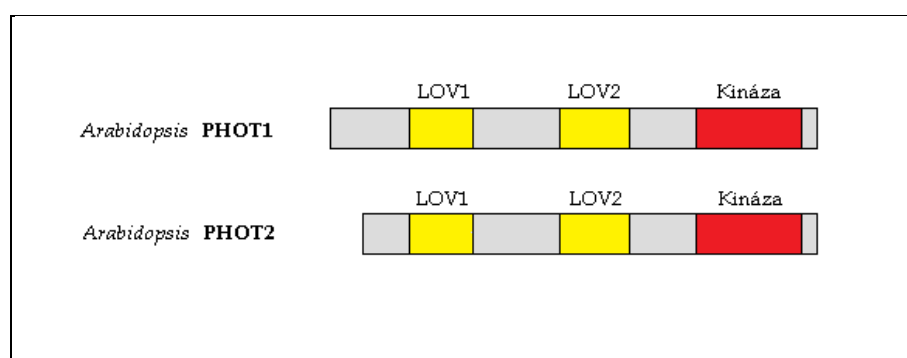 LOV1 LOV2 Kináza
Arabidopsis PHOT1
LOV1 LOV2 Kináza
Arabidopsis PHOT2